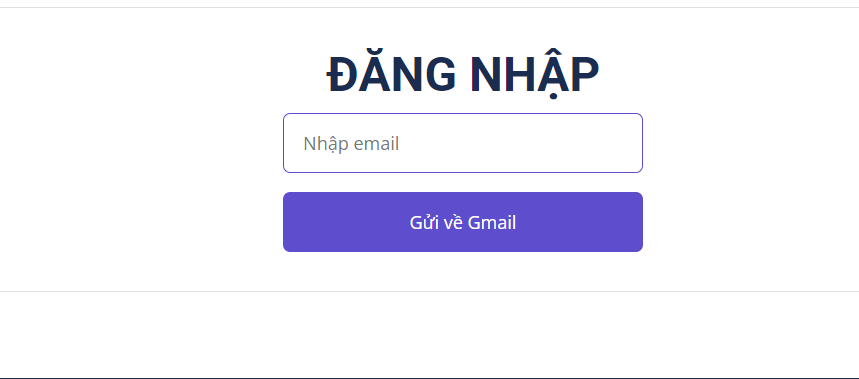 ĐĂNG NHẬP
Nhập email
Gửi về Gmail